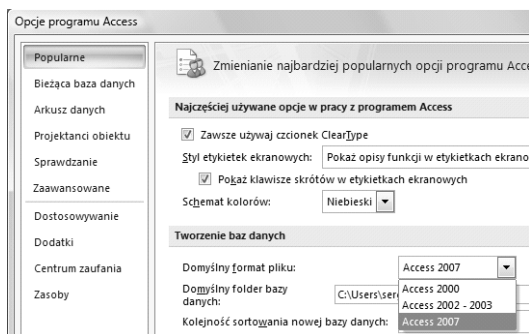 Opcje programu Access
Popularne
Bieżąca baza danych
Arkusz danych
Projektanci obiektu
Sprawdzanie
Zaawansowane
Dostosowywanie
Dodatki
Centrum zaufania
Zasoby
Zmienianie najbardziej popularnych opcji programu Acce
Najczęściej używane opcje w pracy z programem Access
Zawsze używaj czcionek ClearType
Styl etykietek ekranowych: Pokaż opisy funkcji w etykietkach ekrano
Pokaż klawisze skrótów w etykietkach ekranowych
Schemat kolorów: Niebieski
Tworzenie baz danych
Domyślny format pliku: Access 2007
Access 2000
Access 2002 - 2003
Access 2007
Domyślny folder bazy
danych: C:\Users\ser
Kolejność sortowania nowej bazy danych: